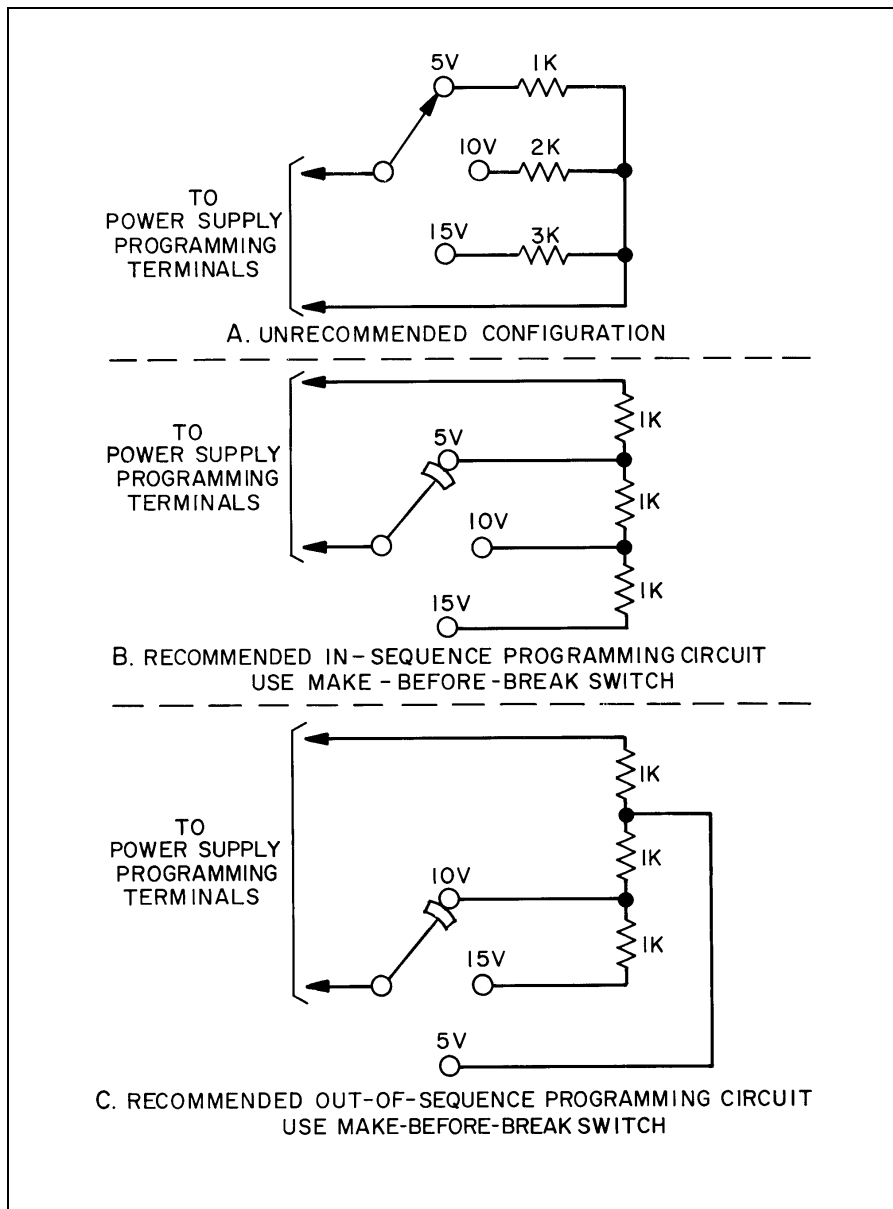 5V
1K
10V
2K
TO
POWER SUPPLY
PROGRAMMING
TERMINALS
15V
3K
A. UNRECOMMENDED CONFIGURATION
1K
TO
POWER SUPPLY
PROGRAMMING
TERMINALS
5V
1K
10V
1K
15V
B. RECOMMENDED IN-SEQUENCE PROGRAMMING CIRCUIT
USE MAKE-BEFORE-BREAK SWITCH
1K
TO
POWER SUPPLY
PROGRAMMING
TERMINALS
1K
10V
1K
15V
5V
C. RECOMMENDED OUT-OF-SEQUENCE PROGRAMMING CIRCUIT
USE MAKE-BEFORE-BREAK SWITCH